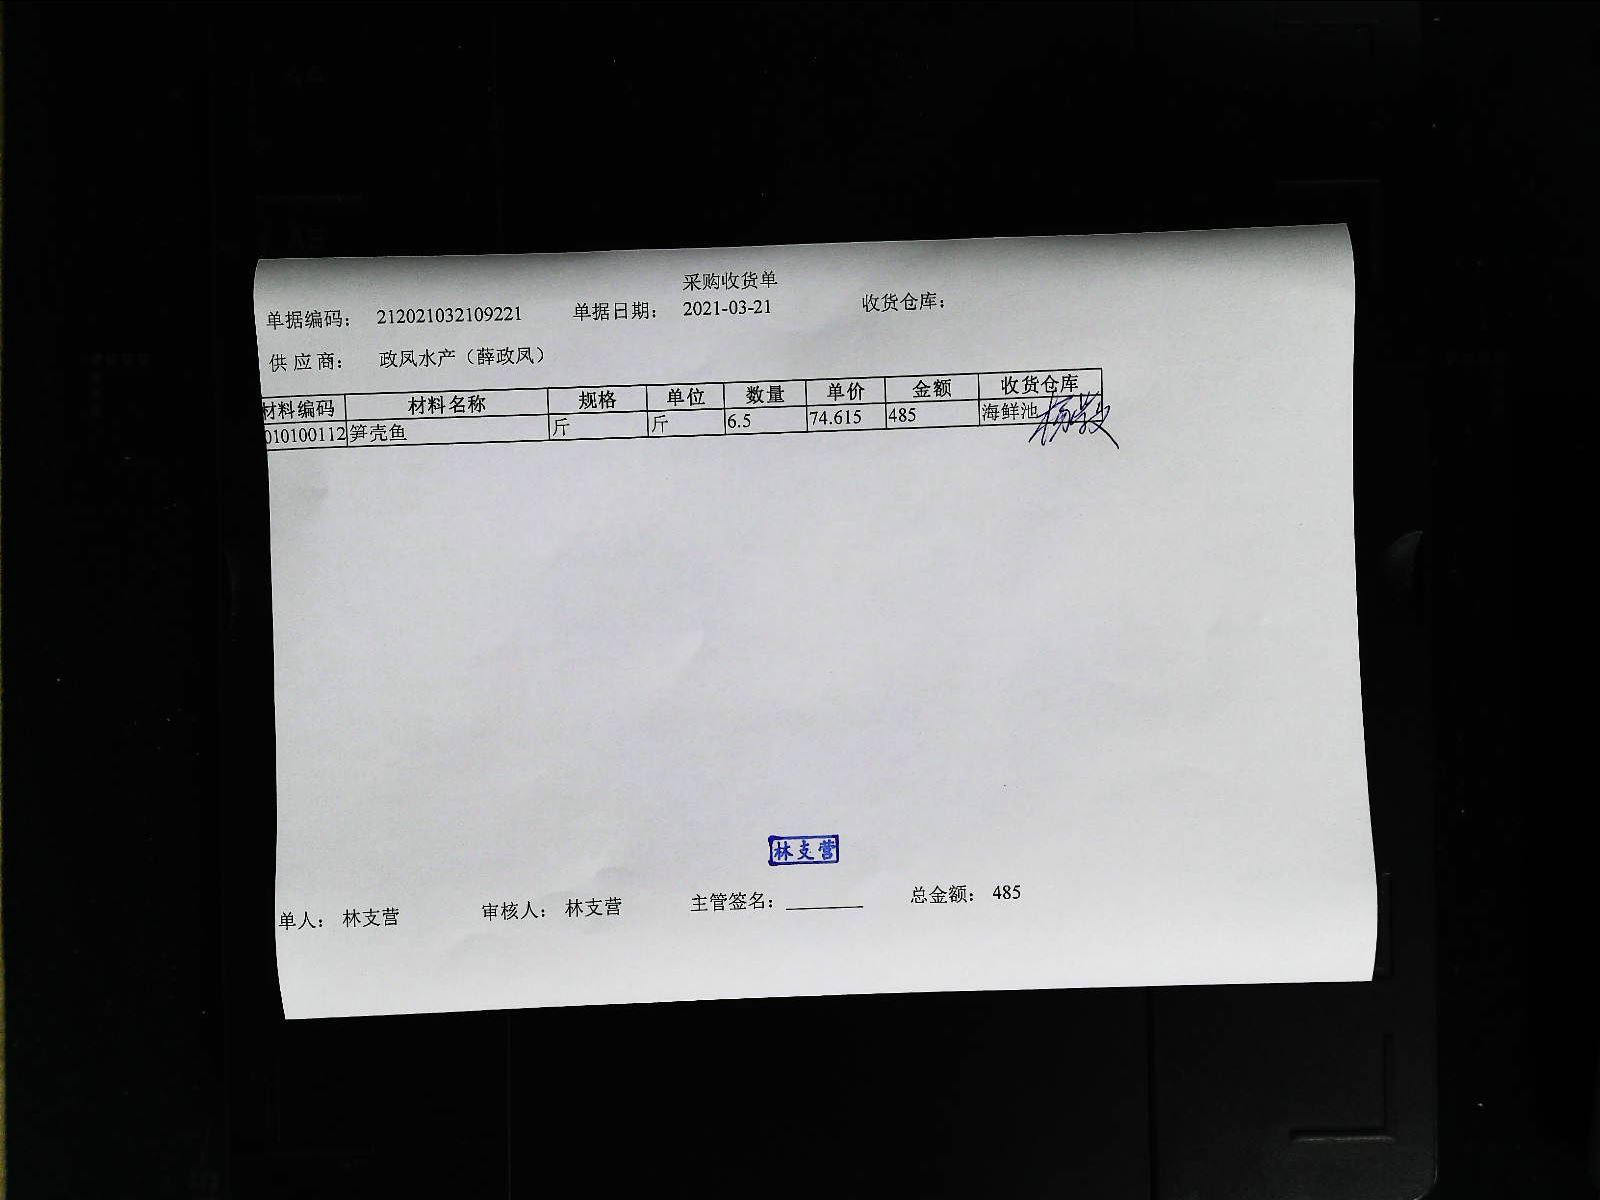 采购收货单
单据编码： 212021032109221 单据日期： 2021-03-21 收货仓库：
供 应 商： 政凤水产（薛政凤）
材料编码 材料名称 规格 单位 数量 单价 金额 收货仓库
010100112 笋壳鱼 斤 斤 6.5 74.615 485 海鲜池
林支营
单人： 林支营 审核人： 林支营 主管签名：________ 总金额： 485